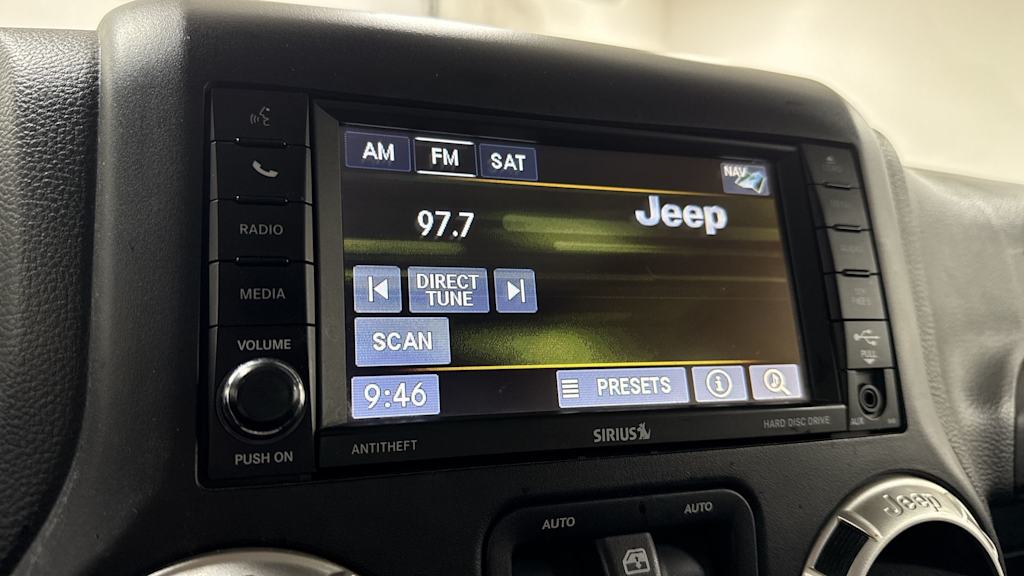 AM FM SAT NAV
97.7 Jeep
RADIO
DIRECT
TUNE
MEDIA
SCAN
VOLUME
9:46 PRESETS
PULL
PUSH ON
ANTITHEFT SIRIUS HARD DISC DRIVE AUX
AUTO AUTO
Jeep